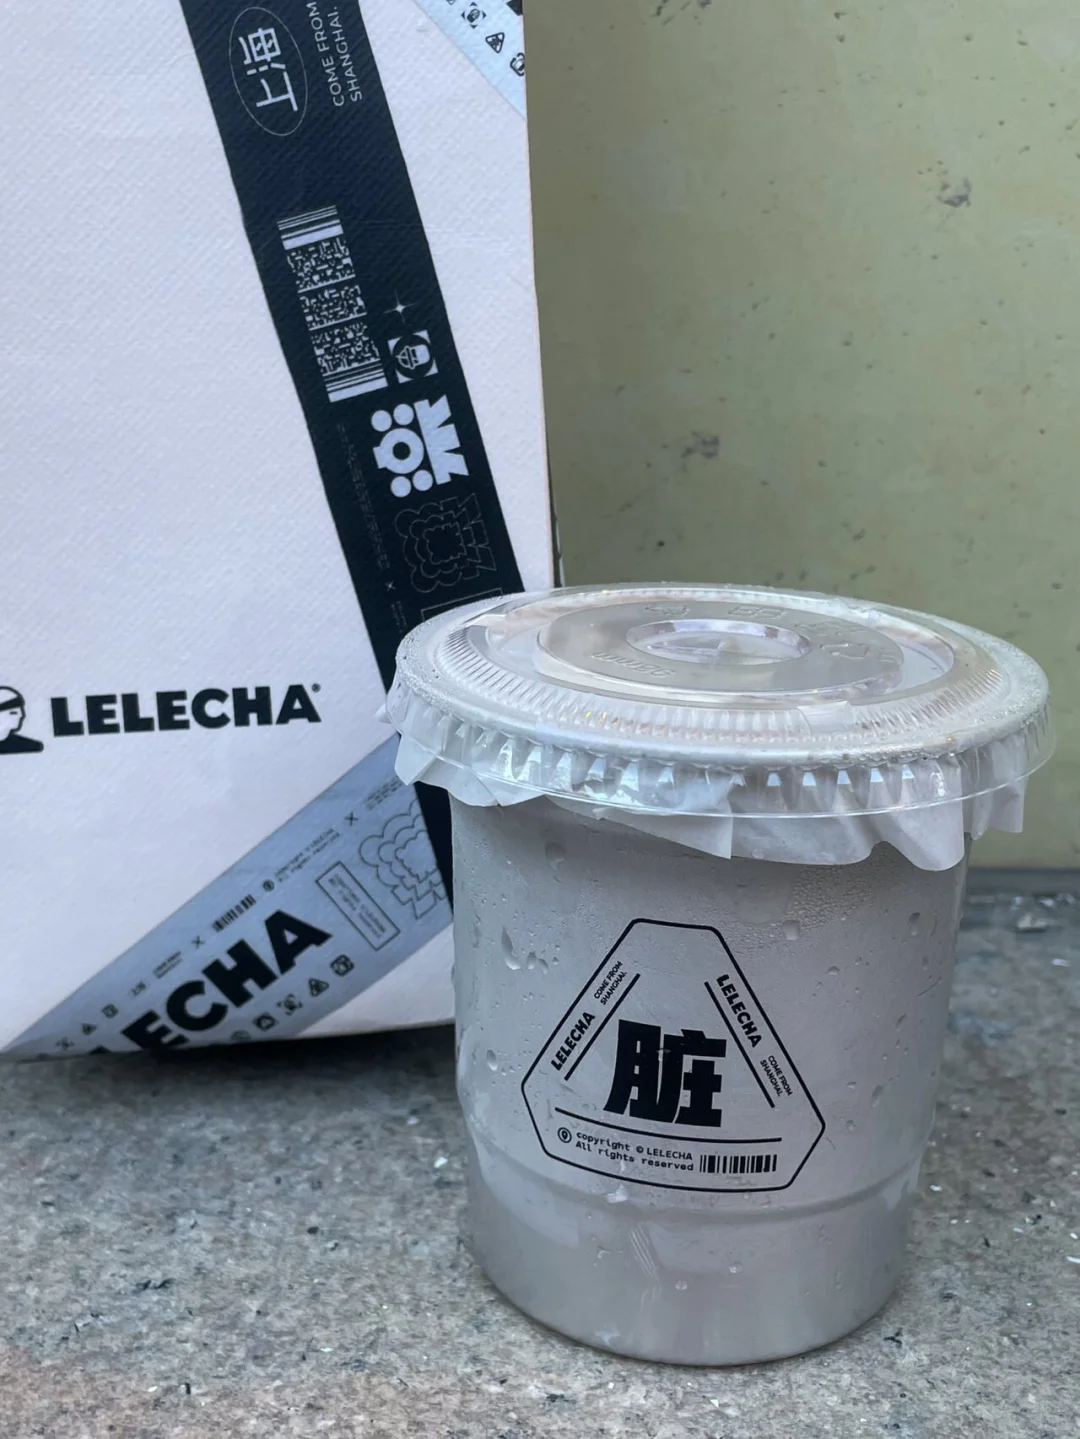 上海
COME FROM
SHANGHAI.
LELECHA®
LECHA
LELECHA
COME FROM
SHANGHAI
LELECHA
COME FROM
SHANGHAI
脏
copyright © LELECHA
All rights reserved